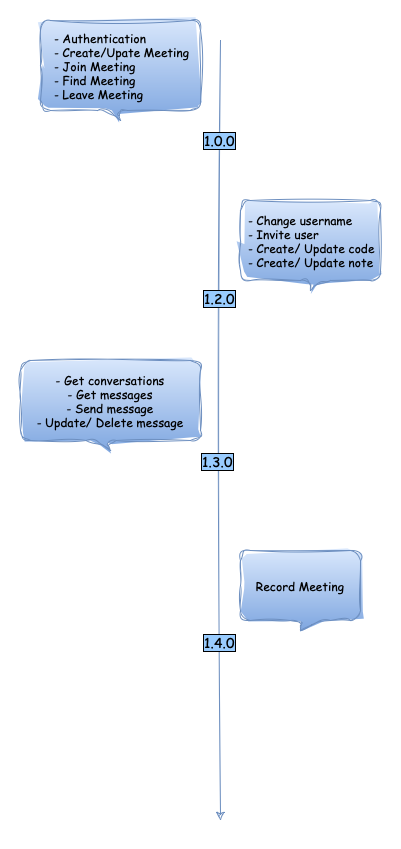 - Authentication
- Create/Upate Meeting
- Join Meeting
- Find Meeting
- Leave Meeting
1.0.0
- Change username
- Invite user
- Create/ Update code
- Create/ Update note
1.2.0
- Get conversations
- Get messages
- Send message
- Update/ Delete message
1.3.0
Record Meeting
1.4.0